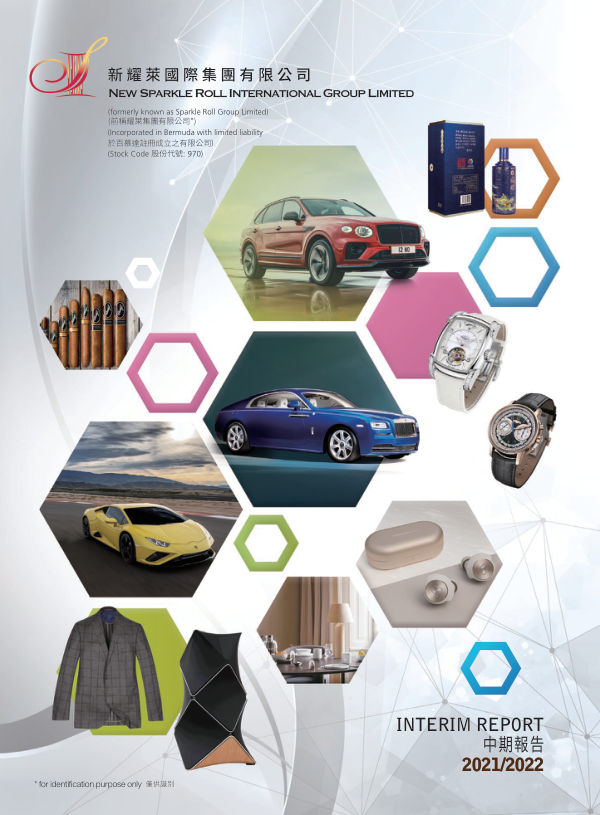 新耀萊國際集團有限公司
NEW SPARKLE ROLL INTERNATIONAL GROUP LIMITED
(formerly known as Sparkle Roll Group Limited)
(前稱耀萊集團有限公司*)
(Incorporated in Bermuda with limited liability
於百慕達註冊成立之有限公司)
(Stock Code 股份代號: 970)
INTERIM REPORT
中期報告
2021/2022
* for identification purpose only 僅供識別